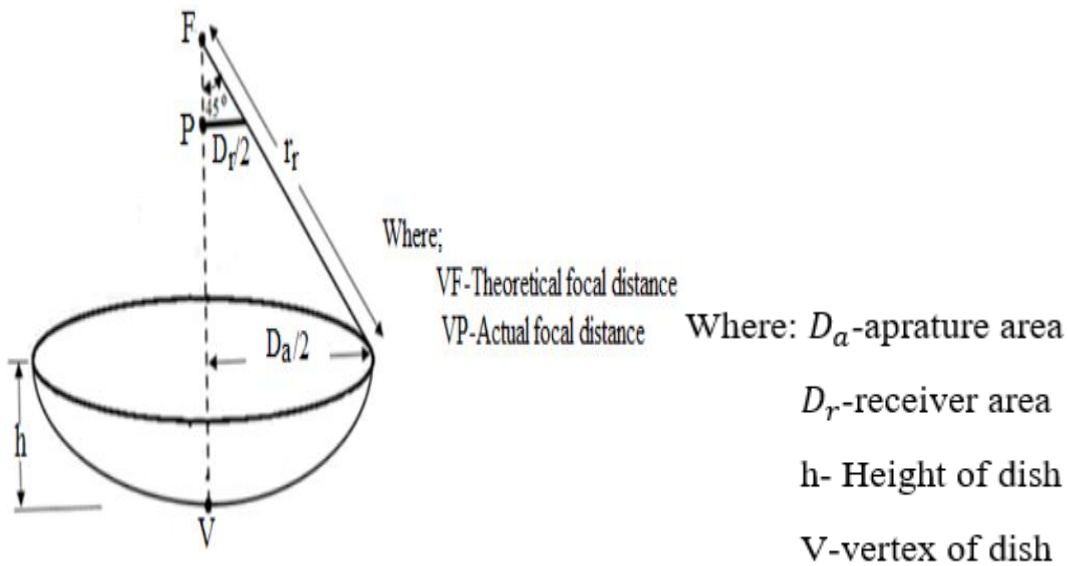 F
45°
P
Dr/2
rr
Where;
VF-Theoretical focal distance
VP-Actual focal distance
Where: Da-aprature area
Dr-receiver area
h- Height of dish
V-vertex of dish
Da/2
h
V